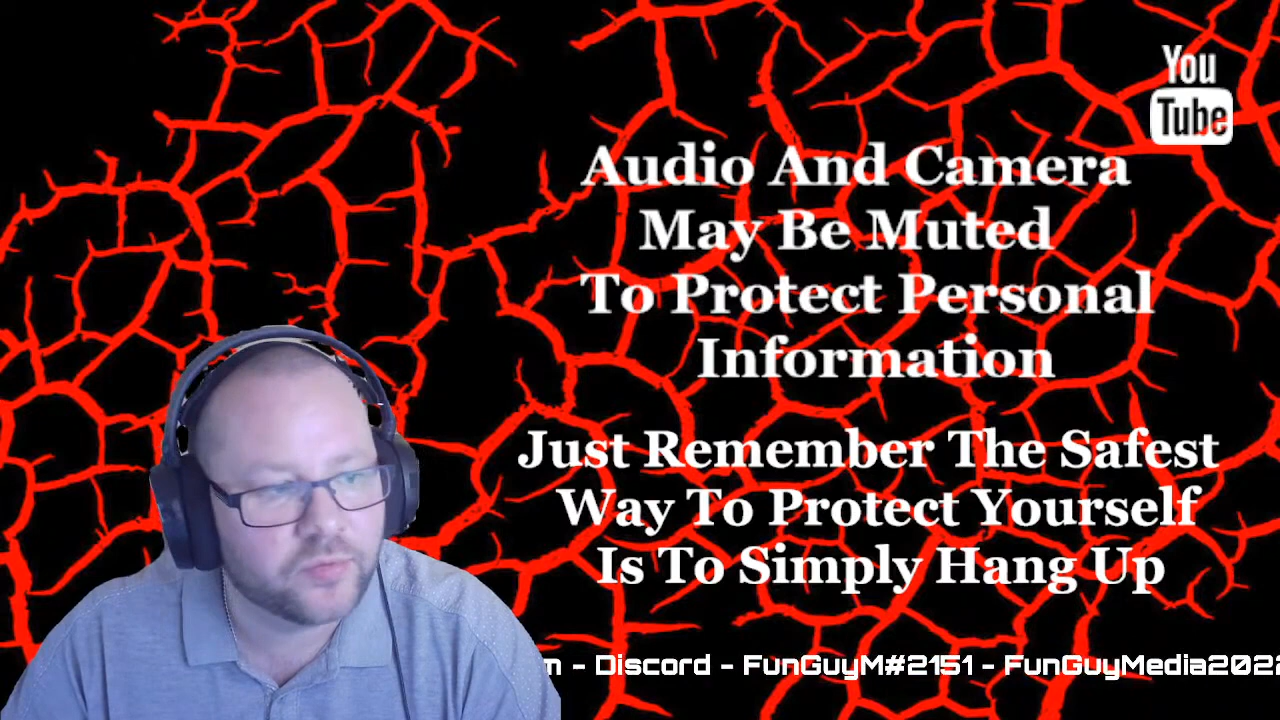 You
Tube
Audio And Camera
May Be Muted
To Protect Personal
Information
Just Remember The Safest
Way To Protect Yourself
Is To Simply Hang Up
m - Discord - FunGuyM#2151 - FunGuyMedia2022